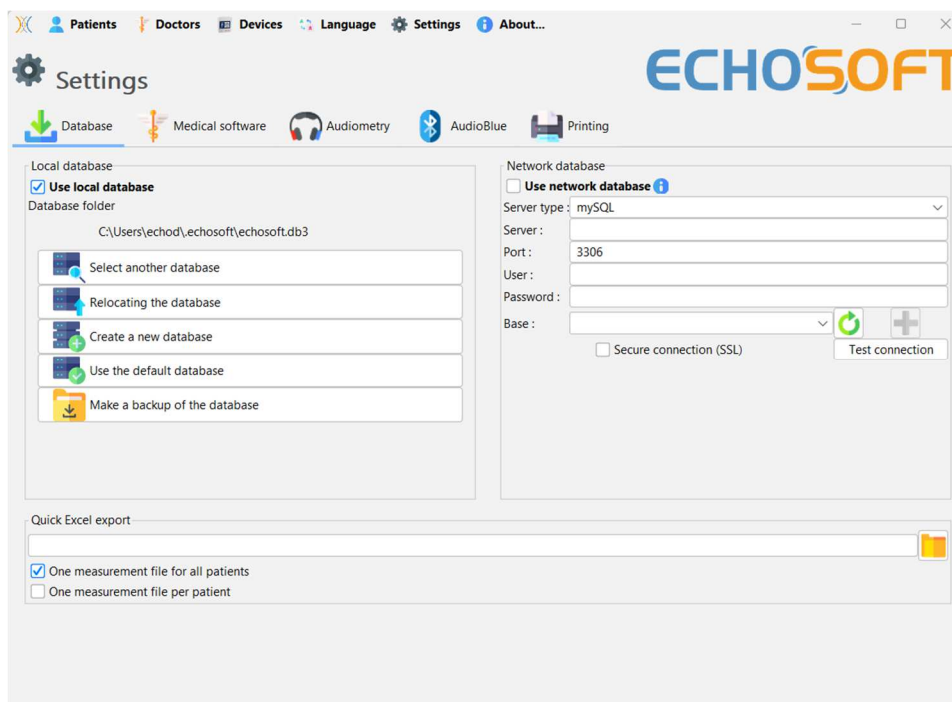 Patients Doctors Devices Language Settings About...
Settings
ECHOSOFT
Database Medical software Audiometry AudioBlue Printing
Local database
Use local database
Database folder
C:\Users\echod\.echosoft\echosoft.db3
Select another database
Relocating the database
Create a new database
Use the default database
Make a backup of the database
Network database
Use network database
Server type : mySQL
Server :
Port : 3306
User :
Password :
Base :
Secure connection (SSL) Test connection
Quick Excel export
One measurement file for all patients
One measurement file per patient